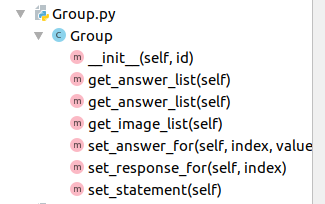 Group.py
C Group
m __init__(self, id)
m get_answer_list(self)
m get_answer_list(self)
m get_image_list(self)
m set_answer_for(self, index, value
m set_response_for(self, index)
m set_statement(self)